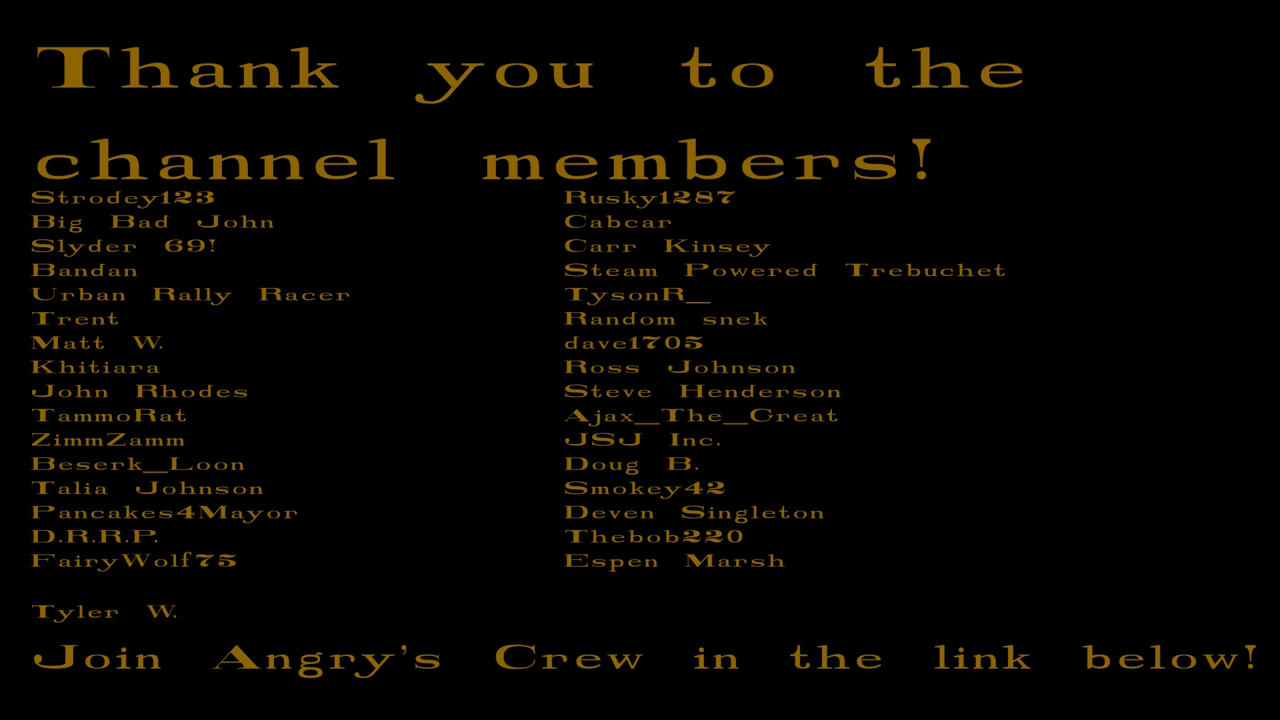 Thank you to the
channel members!
Strodey123
Big Bad John
Slyder 69!
Bandan
Urban Rally Racer
Trent
Matt W.
Khitiara
John Rhodes
TammoRat
ZimmZamm
Beserk_Loon
Talia Johnson
Pancakes4Mayor
D.R.R.P.
FairyWolf75
Tyler W.
Rusky1287
Cabcar
Carr Kinsey
Steam Powered Trebuchet
TysonR_
Random snek
dave1705
Ross Johnson
Steve Henderson
Ajax_The_Great
JSJ Inc.
Doug B.
Smokey42
Deven Singleton
Thebob220
Espen Marsh
Join Angry's Crew in the link below!